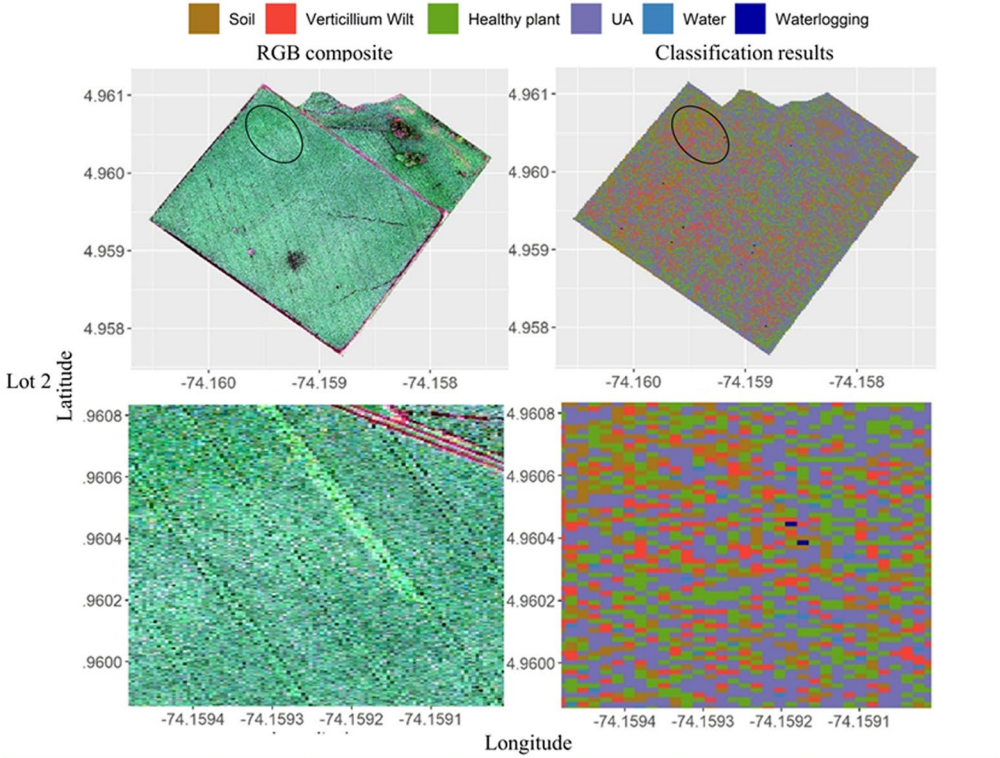 Soil Verticillium Wilt Healthy plant UA Water Waterlogging
RGB composite Classification results
4.961
4.960
4.959
4.958
-74.160 -74.159 -74.158
4.961
4.960
4.959
4.958
-74.160 -74.159 -74.158
Lot 2
Latitude
.9608
.9606
.9604
.9602
.9600
-74.1594 -74.1593 -74.1592 -74.1591
4.9608
4.9606
4.9604
4.9602
4.9600
-74.1594 -74.1593 -74.1592 -74.1591
Longitude